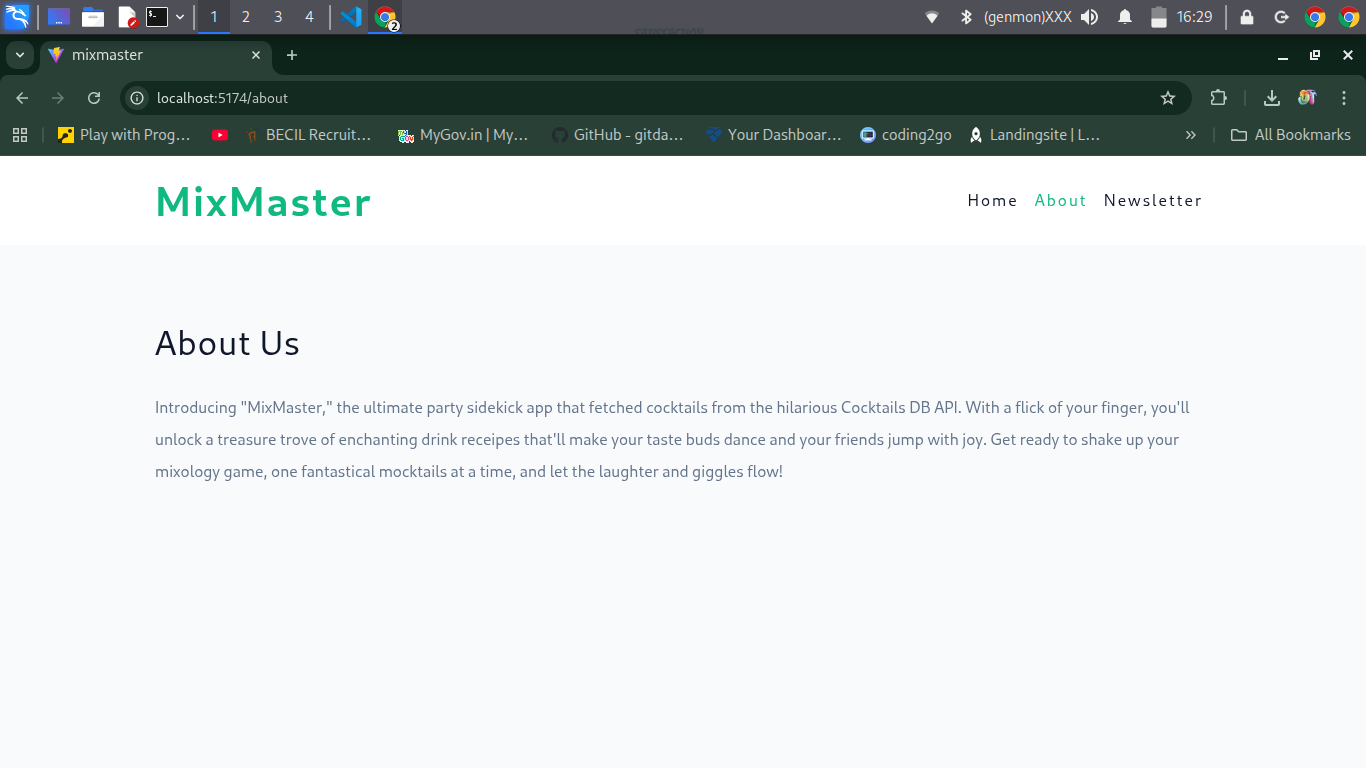 1 2 3 4 2 (genmon)XXX 16:29
mixmaster
localhost:5174/about
Play with Prog... BECIL Recruit... MyGov.in | My... GitHub - gitda... Your Dashboar... coding2go Landingsite | L... » All Bookmarks
MixMaster Home About Newsletter
About Us
Introducing "MixMaster," the ultimate party sidekick app that fetched cocktails from the hilarious Cocktails DB API. With a flick of your finger, you'll
unlock a treasure trove of enchanting drink receipes that'll make your taste buds dance and your friends jump with joy. Get ready to shake up your
mixology game, one fantastical mocktails at a time, and let the laughter and giggles flow!